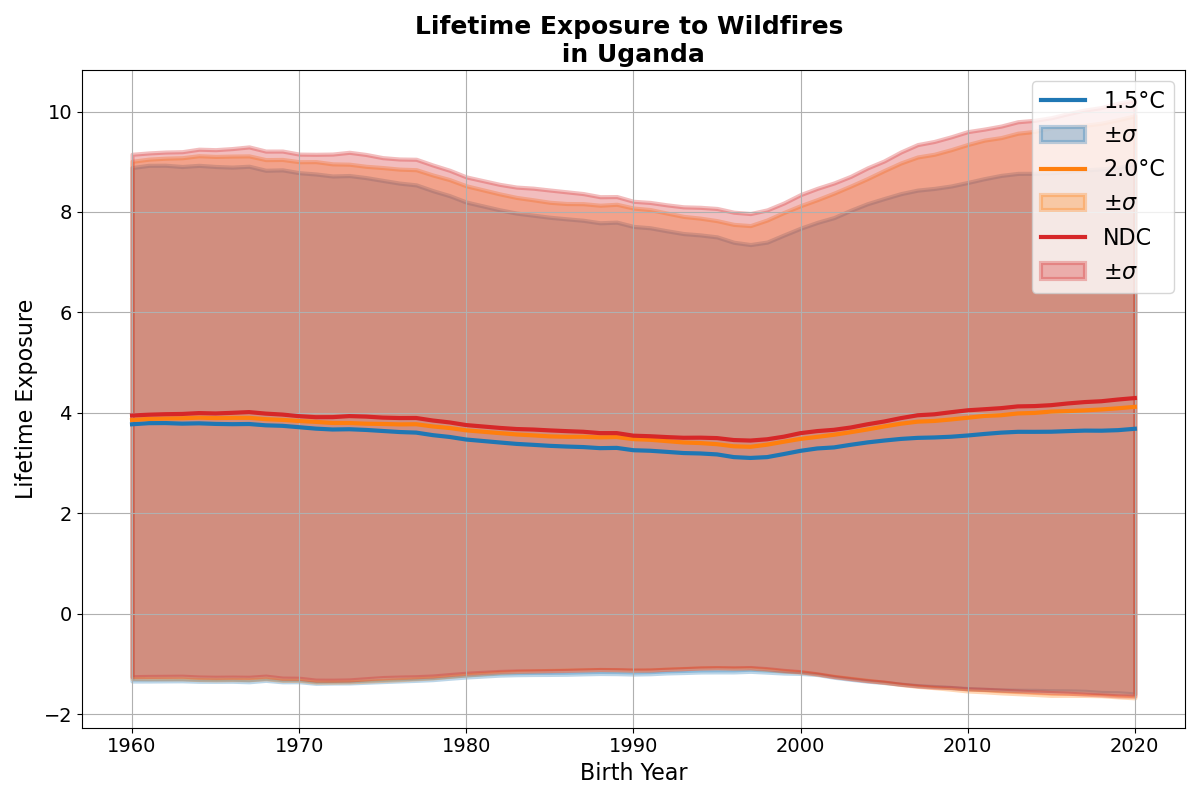 Lifetime Exposure to Wildfires
in Uganda
Lifetime Exposure
10
8
6
4
2
0
−2
1.5°C
±σ
2.0°C
±σ
NDC
±σ
1960 1970 1980 1990 2000 2010 2020
Birth Year